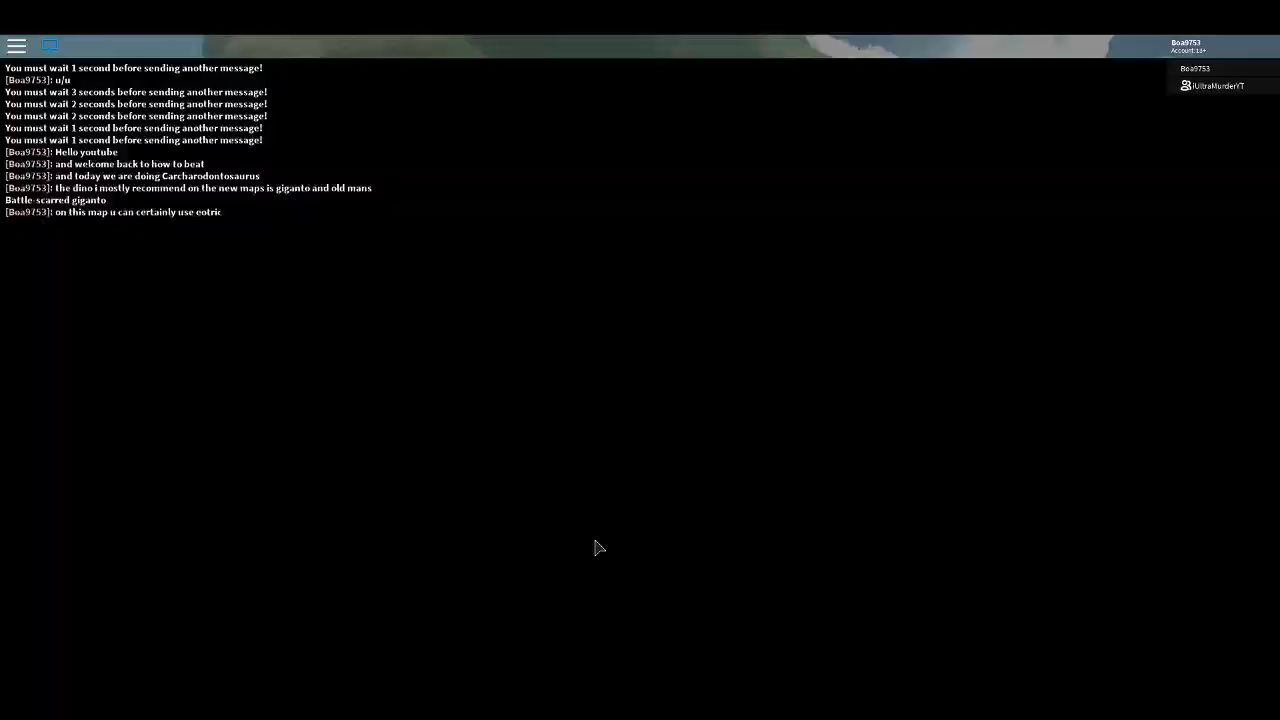 Boa9753
Account: 13+
You must wait 1 second before sending another message!
[Boa9753]: u/u
You must wait 3 seconds before sending another message!
You must wait 2 seconds before sending another message!
You must wait 2 seconds before sending another message!
You must wait 1 second before sending another message!
You must wait 1 second before sending another message!
[Boa9753]: Hello youtube
[Boa9753]: and welcome back to how to beat
[Boa9753]: and today we are doing Carcharodontosaurus
[Boa9753]: the dino i mostly recommend on the new maps is giganto and old mans
Battle-scarred giganto
[Boa9753]: on this map u can certainly use eotric
Boa9753
iUltraMurderYT